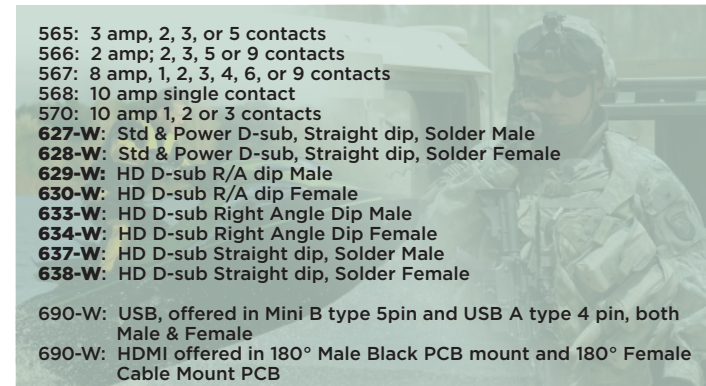 565: 3 amp, 2, 3, or 5 contacts
566: 2 amp; 2, 3, 5 or 9 contacts
567: 8 amp, 1, 2, 3, 4, 6, or 9 contacts
568: 10 amp single contact
570: 10 amp 1, 2 or 3 contacts
627-W: Std & Power D-sub, Straight dip, Solder Male
628-W: Std & Power D-sub, Straight dip, Solder Female
629-W: HD D-sub R/A dip Male
630-W: HD D-sub R/A dip Female
633-W: HD D-sub Right Angle Dip Male
634-W: HD D-sub Right Angle Dip Female
637-W: HD D-sub Straight dip, Solder Male
638-W: HD D-sub Straight dip, Solder Female
690-W: USB, offered in Mini B type 5pin and USB A type 4 pin, both
Male & Female
690-W: HDMI offered in 180° Male Black PCB mount and 180° Female
Cable Mount PCB